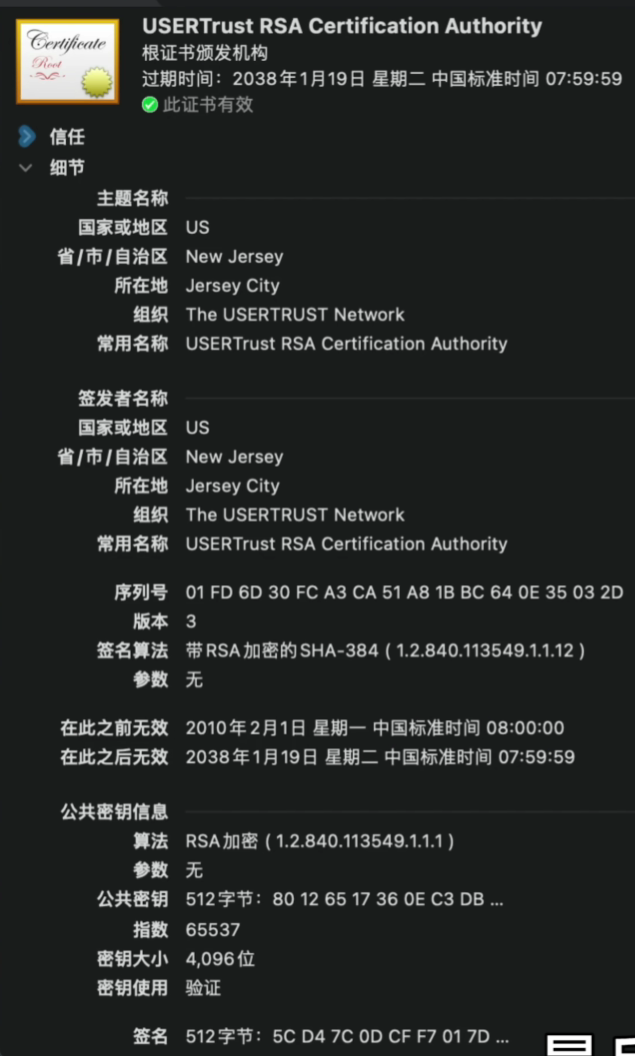 Certificate
Root
USERTrust RSA Certification Authority
根证书颁发机构
过期时间：2038年1月19日 星期二 中国标准时间 07:59:59
此证书有效
信任
细节
主题名称
国家或地区 US
省/市/自治区 New Jersey
所在地 Jersey City
组织 The USERTRUST Network
常用名称 USERTrust RSA Certification Authority
签发者名称
国家或地区 US
省/市/自治区 New Jersey
所在地 Jersey City
组织 The USERTRUST Network
常用名称 USERTrust RSA Certification Authority
序列号 01 FD 6D 30 FC A3 CA 51 A8 1B BC 64 0E 35 03 2D
版本 3
签名算法 带RSA加密的SHA-384 ( 1.2.840.113549.1.1.12 )
参数 无
在此之前无效 2010年2月1日 星期一 中国标准时间 08:00:00
在此之后无效 2038年1月19日 星期二 中国标准时间 07:59:59
公共密钥信息
算法 RSA加密 ( 1.2.840.113549.1.1.1 )
参数 无
公共密钥 512字节：80 12 65 17 36 0E C3 DB ...
指数 65537
密钥大小 4,096位
密钥使用 验证
签名 512字节：5C D4 7C 0D CF F7 01 7D ...